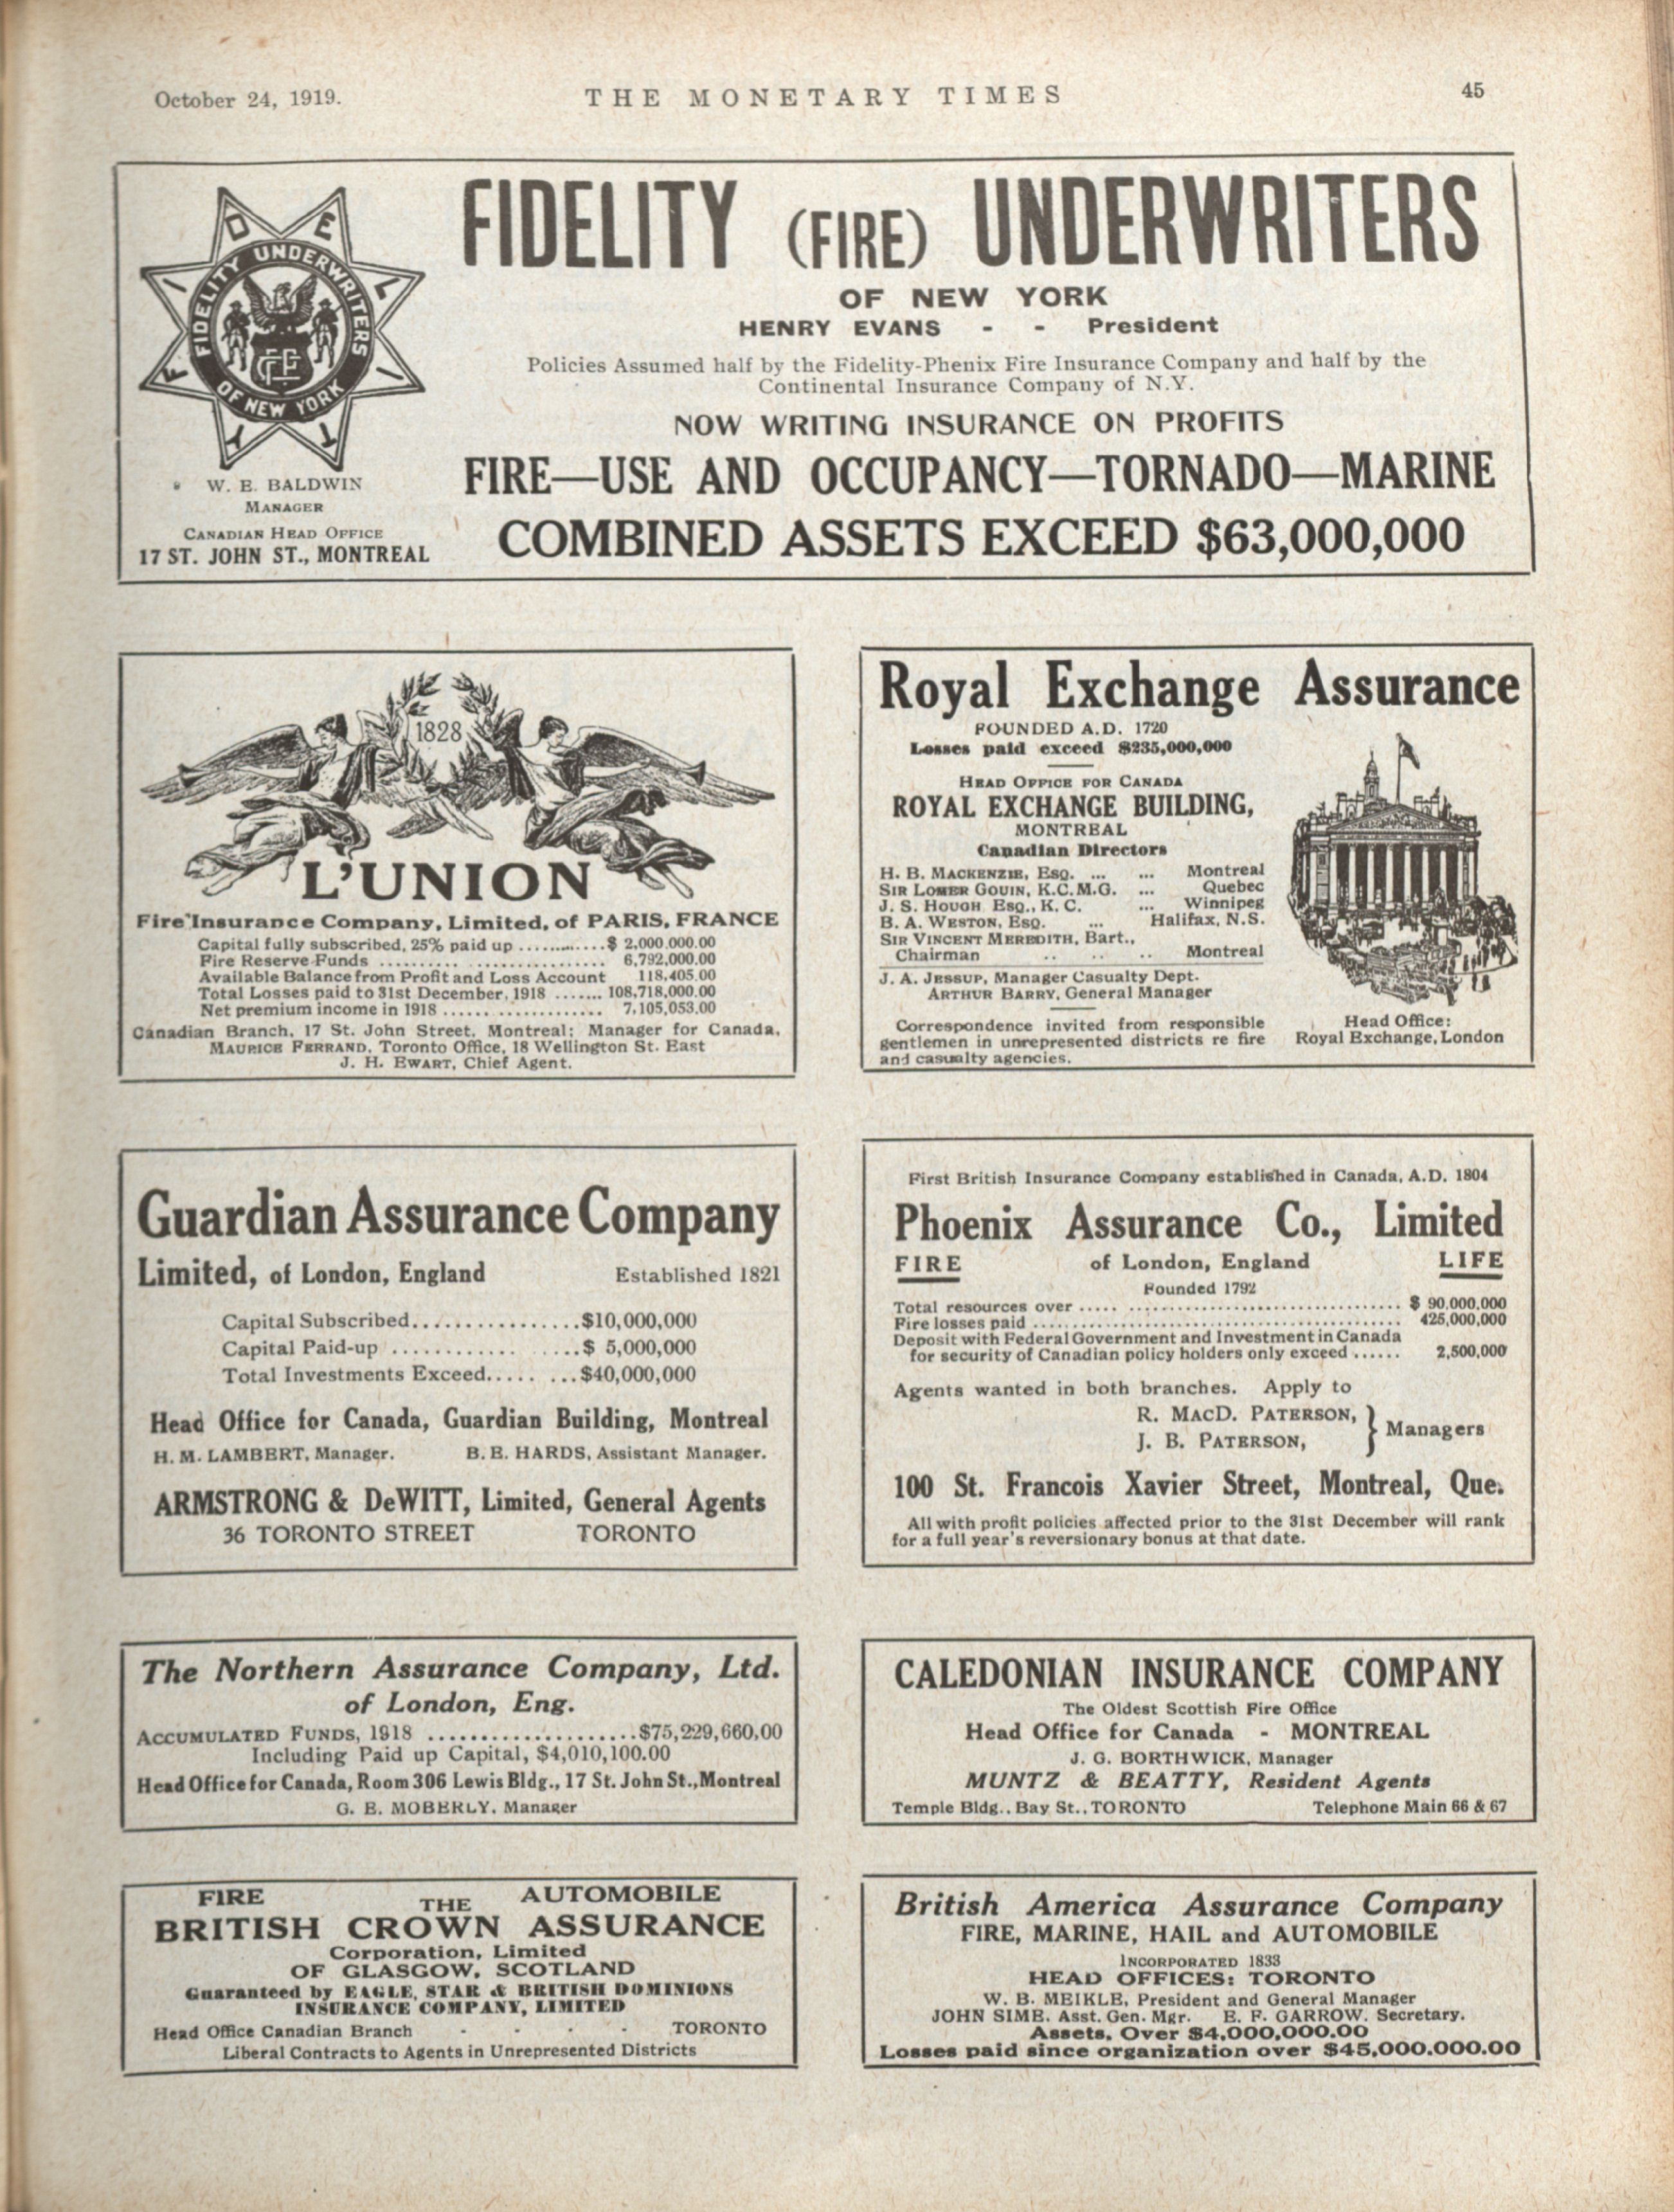 October 24, 1919.
THE MONETARY TIMES
45
FIDELITY UNDERWRITERS
OF NEW YORK
FIDELITY
W. E. BALDWIN
MANAGER
CANADIAN HEAD OFFICE
17 ST. JOHN ST., MONTREAL
FIDELITY (FIRE) UNDERWRITERS
OF NEW YORK
HENRY EVANS - - President
Policies Assumed half by the Fidelity-Phenix Fire Insurance Company and half by the
Continental Insurance Company of N.Y.
NOW WRITING INSURANCE ON PROFITS
FIRE—USE AND OCCUPANCY—TORNADO—MARINE
COMBINED ASSETS EXCEED $63,000,000
1828
L'UNION
Fire Insurance Company, Limited, of PARIS, FRANCE
Capital fully subscribed, 25% paid up ............. $ 2,000.000.00
Fire Reserve Funds ............................ 6,792,000.00
Available Balance from Profit and Loss Account 118,405.00
Total Losses paid to 31st December, 1918 ....... 108,718,000.00
Net premium income in 1918 ................... 7,105,053.00
Canadian Branch, 17 St. John Street, Montreal; Manager for Canada,
MAURICE FERRAND, Toronto Office, 18 Wellington St. East
J. H. EWART, Chief Agent.
Royal Exchange Assurance
FOUNDED A.D. 1720
Losses paid exceed $235,000,000
HEAD OFFICE FOR CANADA
ROYAL EXCHANGE BUILDING,
MONTREAL
Canadian Directors
H. B. MACKENZIE, ESQ. ... ... Montreal
SIR LOMER GOUIN, K.C.M.G. ... Quebec
J. S. HOUGH ESQ., K. C. ... Winnipeg
B. A. WESTON, ESQ. ... Halifax, N.S.
SIR VINCENT MEREDITH, Bart.,
Chairman .. .. .. Montreal
J. A. JESSUP, Manager Casualty Dept.
ARTHUR BARRY, General Manager
Correspondence invited from responsible
gentlemen in unrepresented districts re fire
and casualty agencies.
Head Office:
Royal Exchange, London
Guardian Assurance Company
Limited, of London, England Established 1821
Capital Subscribed................$10,000,000
Capital Paid-up .................$ 5,000,000
Total Investments Exceed........$40,000,000
Head Office for Canada, Guardian Building, Montreal
H. M. LAMBERT, Manager. B. E. HARDS, Assistant Manager.
ARMSTRONG & DeWITT, Limited, General Agents
36 TORONTO STREET TORONTO
First British Insurance Company established in Canada, A.D. 1804
Phoenix Assurance Co., Limited
FIRE of London, England LIFE
Founded 1792
Total resources over ..................................... $ 90,000,000
Fire losses paid .......................................... 425,000,000
Deposit with Federal Government and Investment in Canada
for security of Canadian policy holders only exceed ...... 2,500,000
Agents wanted in both branches. Apply to
R. MACD. PATERSON, } Managers
J. B. PATERSON,
100 St. Francois Xavier Street, Montreal, Que.
All with profit policies affected prior to the 31st December will rank
for a full year's reversionary bonus at that date.
The Northern Assurance Company, Ltd.
of London, Eng.
ACCUMULATED FUNDS, 1918 .....................$75,229,660,00
Including Paid up Capital, $4,010,100.00
Head Office for Canada, Room 306 Lewis Bldg., 17 St. John St., Montreal
G. E. MOBERLY, Manager
CALEDONIAN INSURANCE COMPANY
The Oldest Scottish Fire Office
Head Office for Canada - MONTREAL
J. G. BORTHWICK, Manager
MUNTZ & BEATTY, Resident Agents
Temple Bldg., Bay St., TORONTO Telephone Main 66 & 67
FIRE THE AUTOMOBILE
BRITISH CROWN ASSURANCE
Corporation, Limited
OF GLASGOW, SCOTLAND
Guaranteed by EAGLE, STAR & BRITISH DOMINIONS
INSURANCE COMPANY, LIMITED
Head Office Canadian Branch - - - - TORONTO
Liberal Contracts to Agents in Unrepresented Districts
British America Assurance Company
FIRE, MARINE, HAIL and AUTOMOBILE
INCORPORATED 1833
HEAD OFFICES: TORONTO
W. B. MEIKLE, President and General Manager
JOHN SIME, Asst. Gen. Mgr. E. F. GARROW, Secretary.
Assets, Over $4,000,000.00
Losses paid since organization over $45,000,000.00